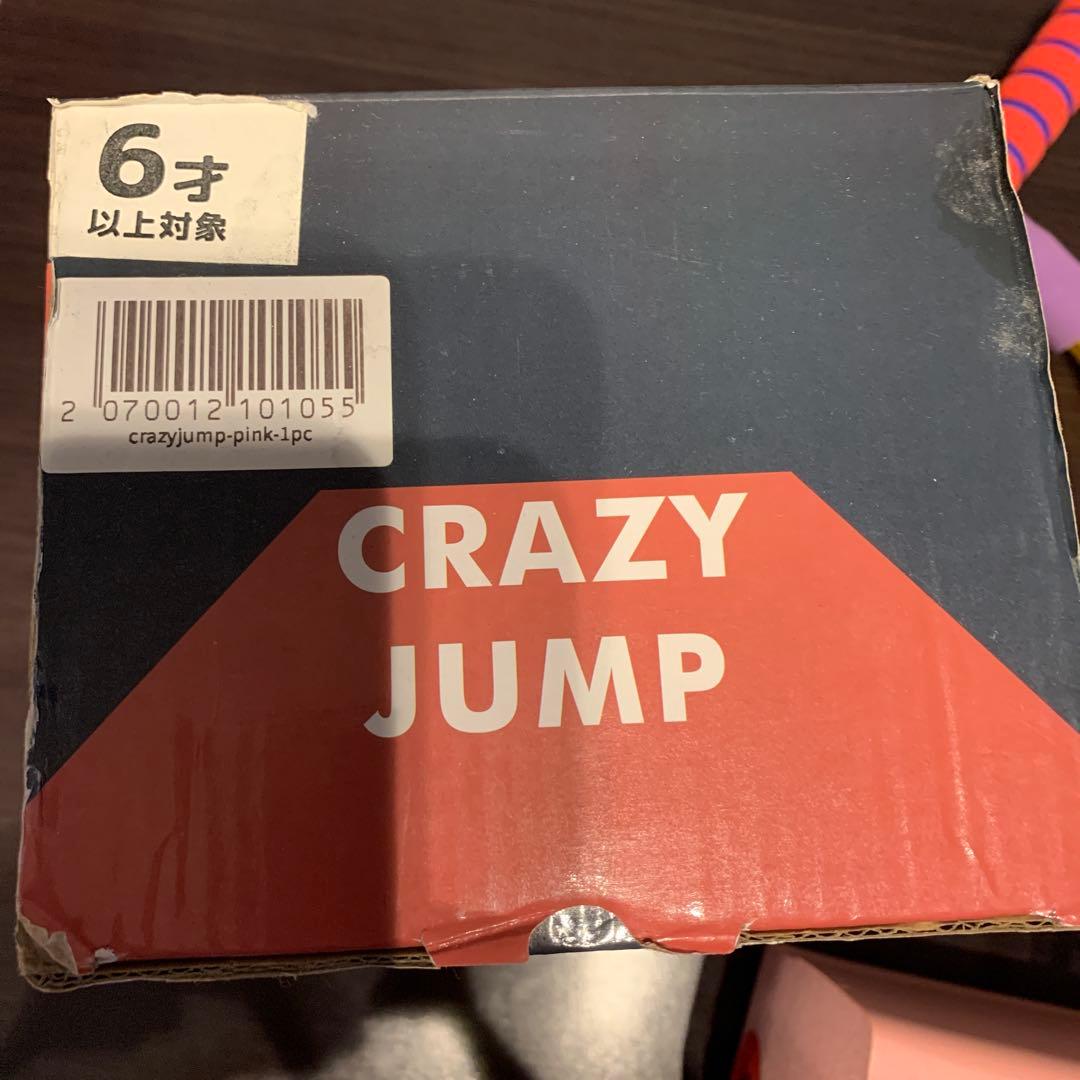 6才
以上対象
2 070012 101055
crazyjump-pink-1pc
CRAZY
JUMP